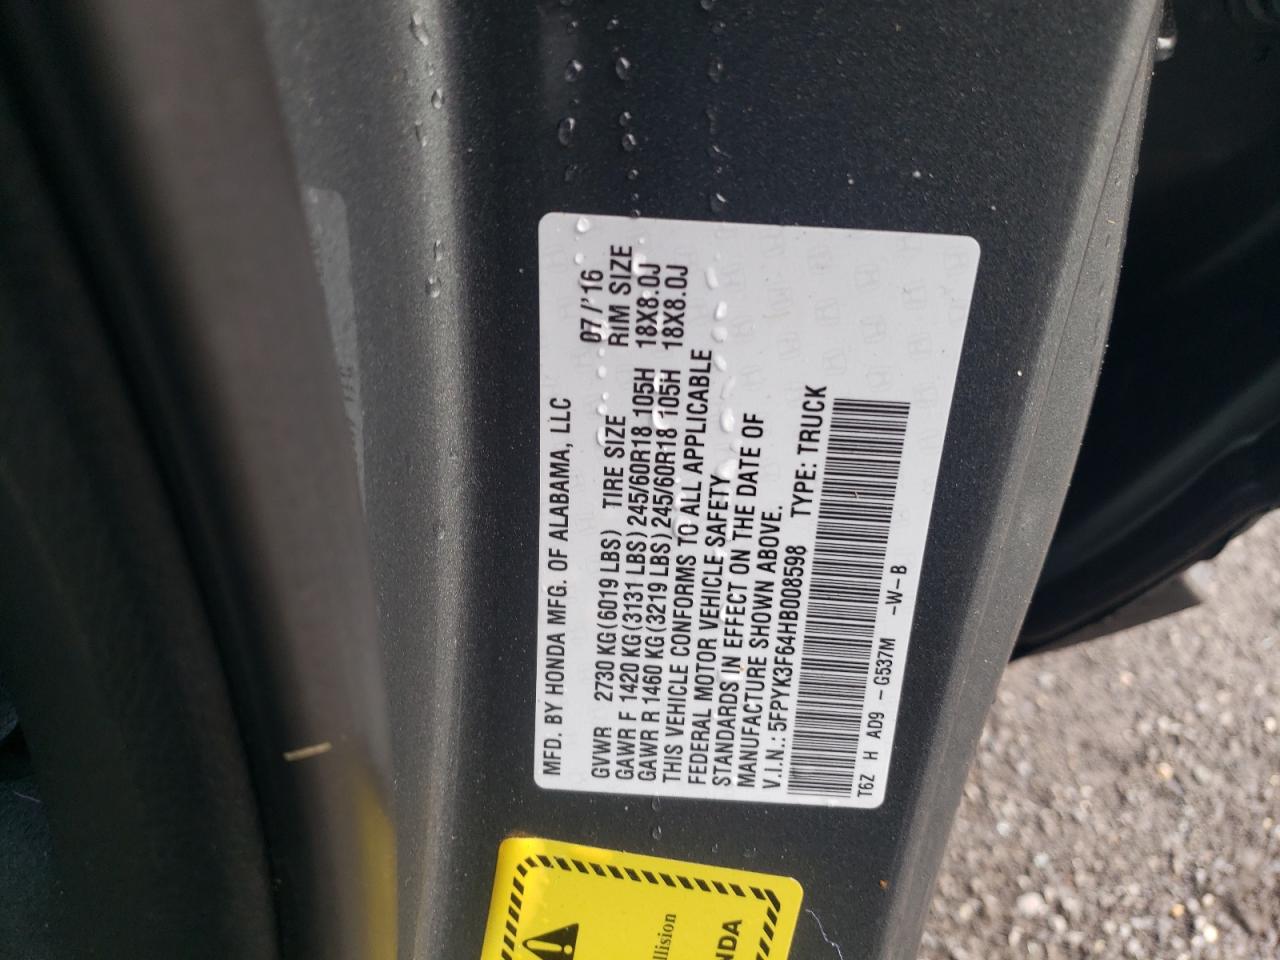 MFD. BY HONDA MFG. OF ALABAMA, LLC 07/'16
GVWR 2730 KG(6019 LBS) TIRE SIZE RIM SIZE
GAWR F 1420 KG(3131 LBS)245/60R18 105H 18X8.0J
GAWR R 1460 KG(3219 LBS)245/60R18 105H 18X8.0J
THIS VEHICLE CONFORMS TO ALL APPLICABLE
FEDERAL MOTOR VEHICLE SAFETY
STANDARDS IN EFFECT ON THE DATE OF
MANUFACTURE SHOWN ABOVE.
V.I.N.: 5FPYK3F64HB008598 TYPE: TRUCK
T6Z H AD9 -G537M -W-B